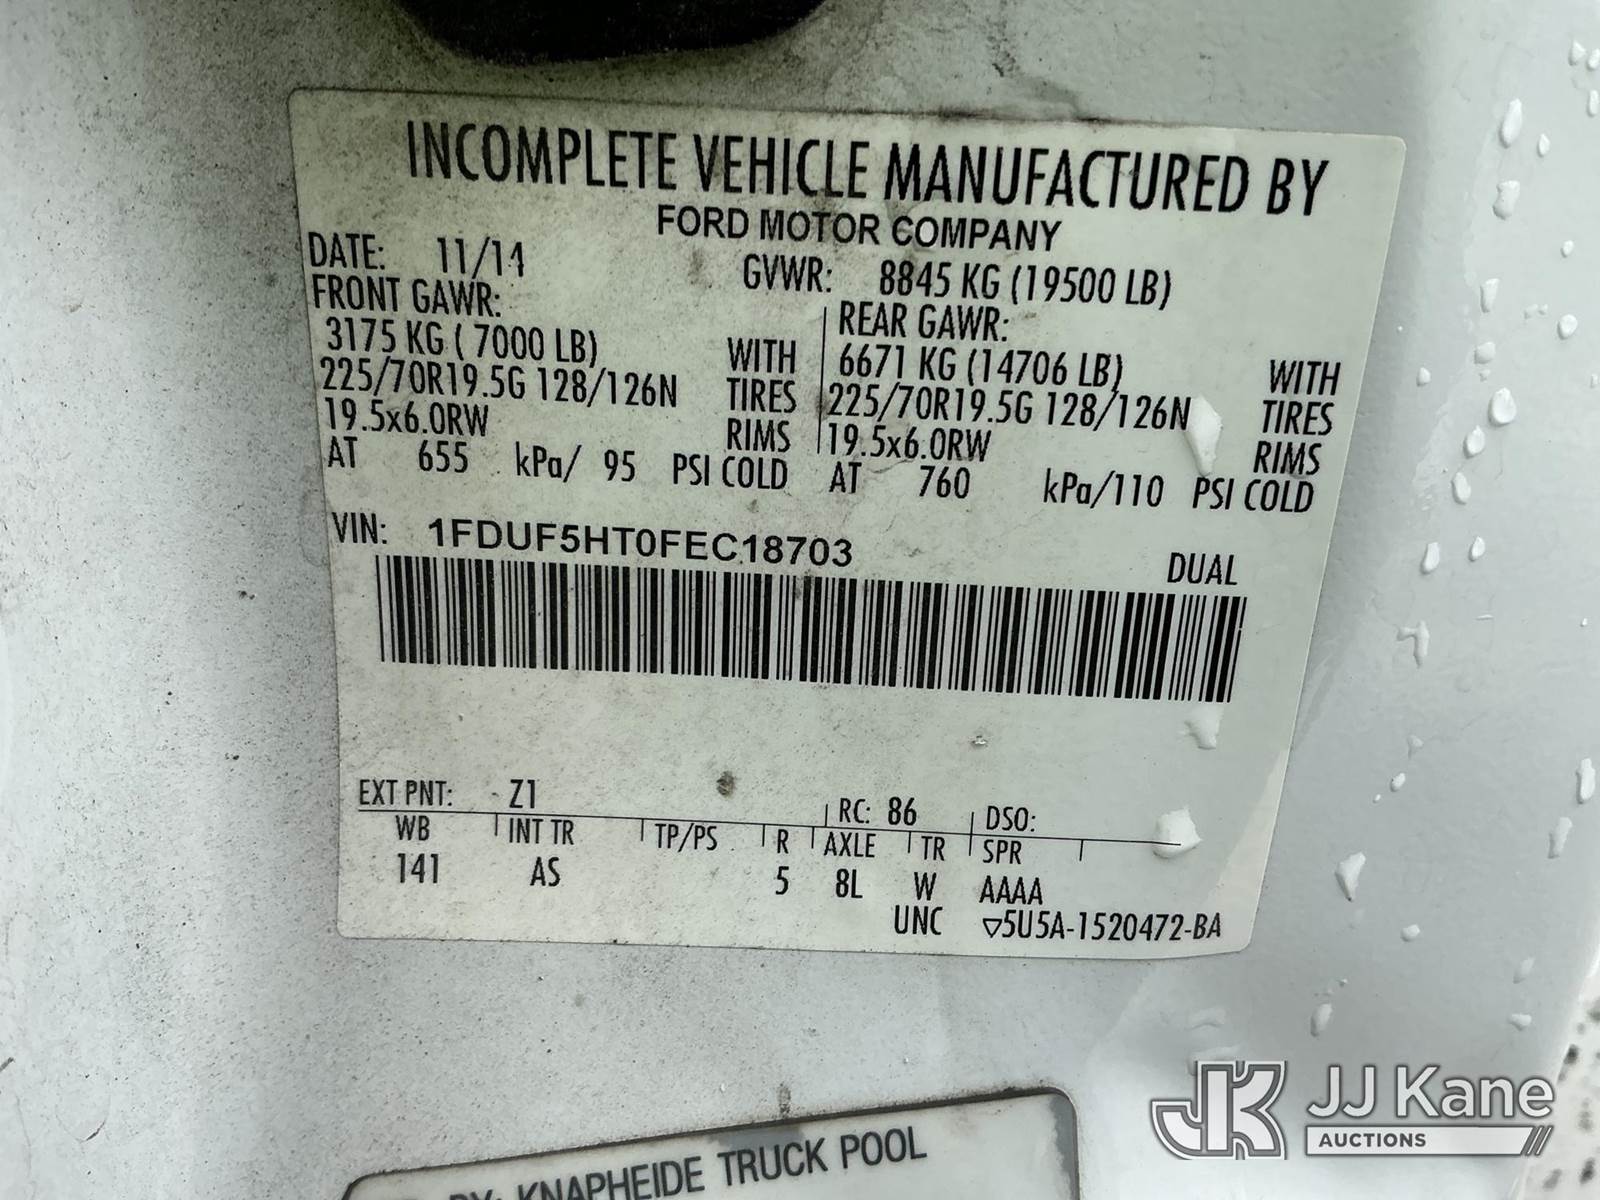 INCOMPLETE VEHICLE MANUFACTURED BY
FORD MOTOR COMPANY
DATE: 11/14 GVWR: 8845 KG (19500 LB)
FRONT GAWR: REAR GAWR:
3175 KG ( 7000 LB) WITH 6671 KG (14706 LB) WITH
225/70R19.5G 128/126N TIRES 225/70R19.5G 128/126N TIRES
19.5x6.0RW RIMS 19.5x6.0RW RIMS
AT 655 kPa/ 95 PSI COLD AT 760 kPa/110 PSI COLD
VIN: 1FDUF5HT0FEC18703 DUAL
EXT PNT: Z1 RC: 86 DSO:
WB INT TR TP/PS R AXLE TR SPR
141 AS 5 8L W AAAA
UNC ▽5U5A-1520472-BA
BY: KNAPHEIDE TRUCK POOL
JK JJ Kane
AUCTIONS